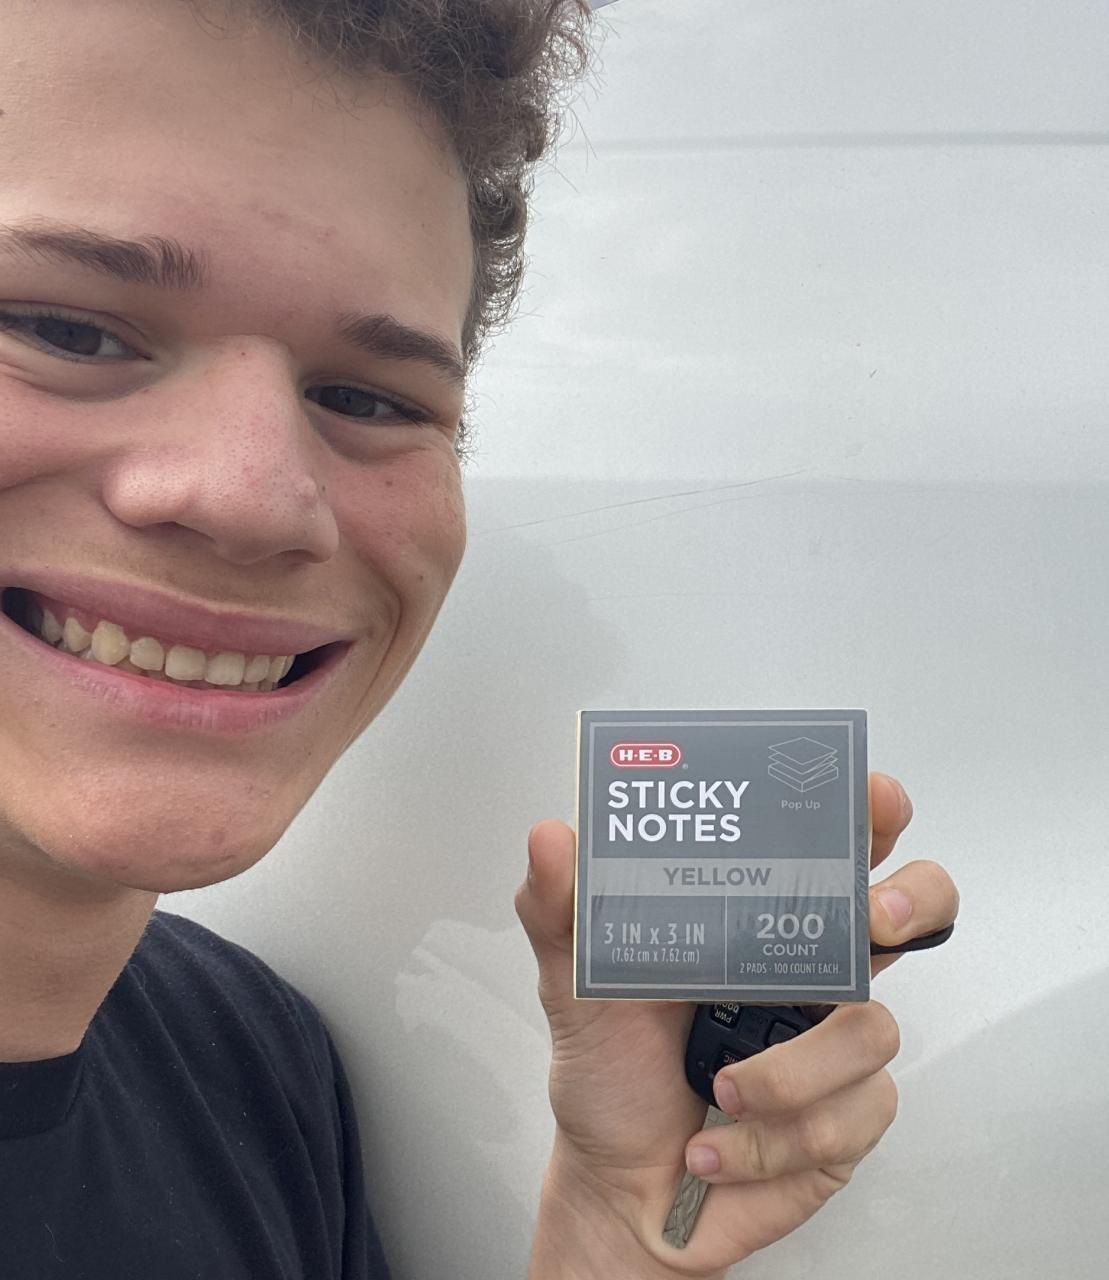 H-E-B
STICKY
NOTES
Pop Up
YELLOW
3 IN x 3 IN
(7.62 cm x 7.62 cm)
200
COUNT
2 PADS · 100 COUNT EACH
PWR